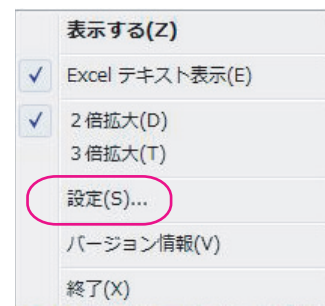 表示する(Z)
Excel テキスト表示(E)
2倍拡大(D)
3倍拡大(T)
設定(S)...
バージョン情報(V)
終了(X)